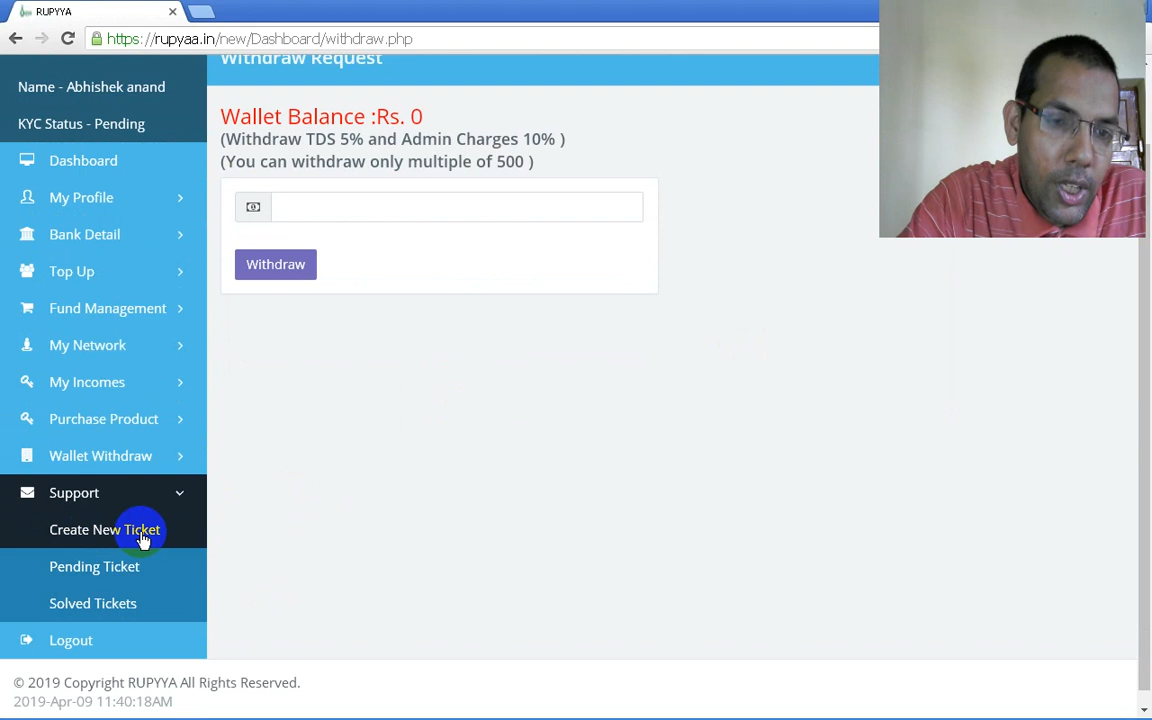 RUPYYA
https://rupyaa.in/new/Dashboard/withdraw.php
Withdraw Request
Name - Abhishek anand
KYC Status - Pending
Dashboard
My Profile
Bank Detail
Top Up
Fund Management
My Network
My Incomes
Purchase Product
Wallet Withdraw
Support
Create New Ticket
Pending Ticket
Solved Tickets
Logout
Wallet Balance :Rs. 0
(Withdraw TDS 5% and Admin Charges 10% )
(You can withdraw only multiple of 500 )
Withdraw
© 2019 Copyright RUPYYA All Rights Reserved.
2019-Apr-09 11:40:18AM